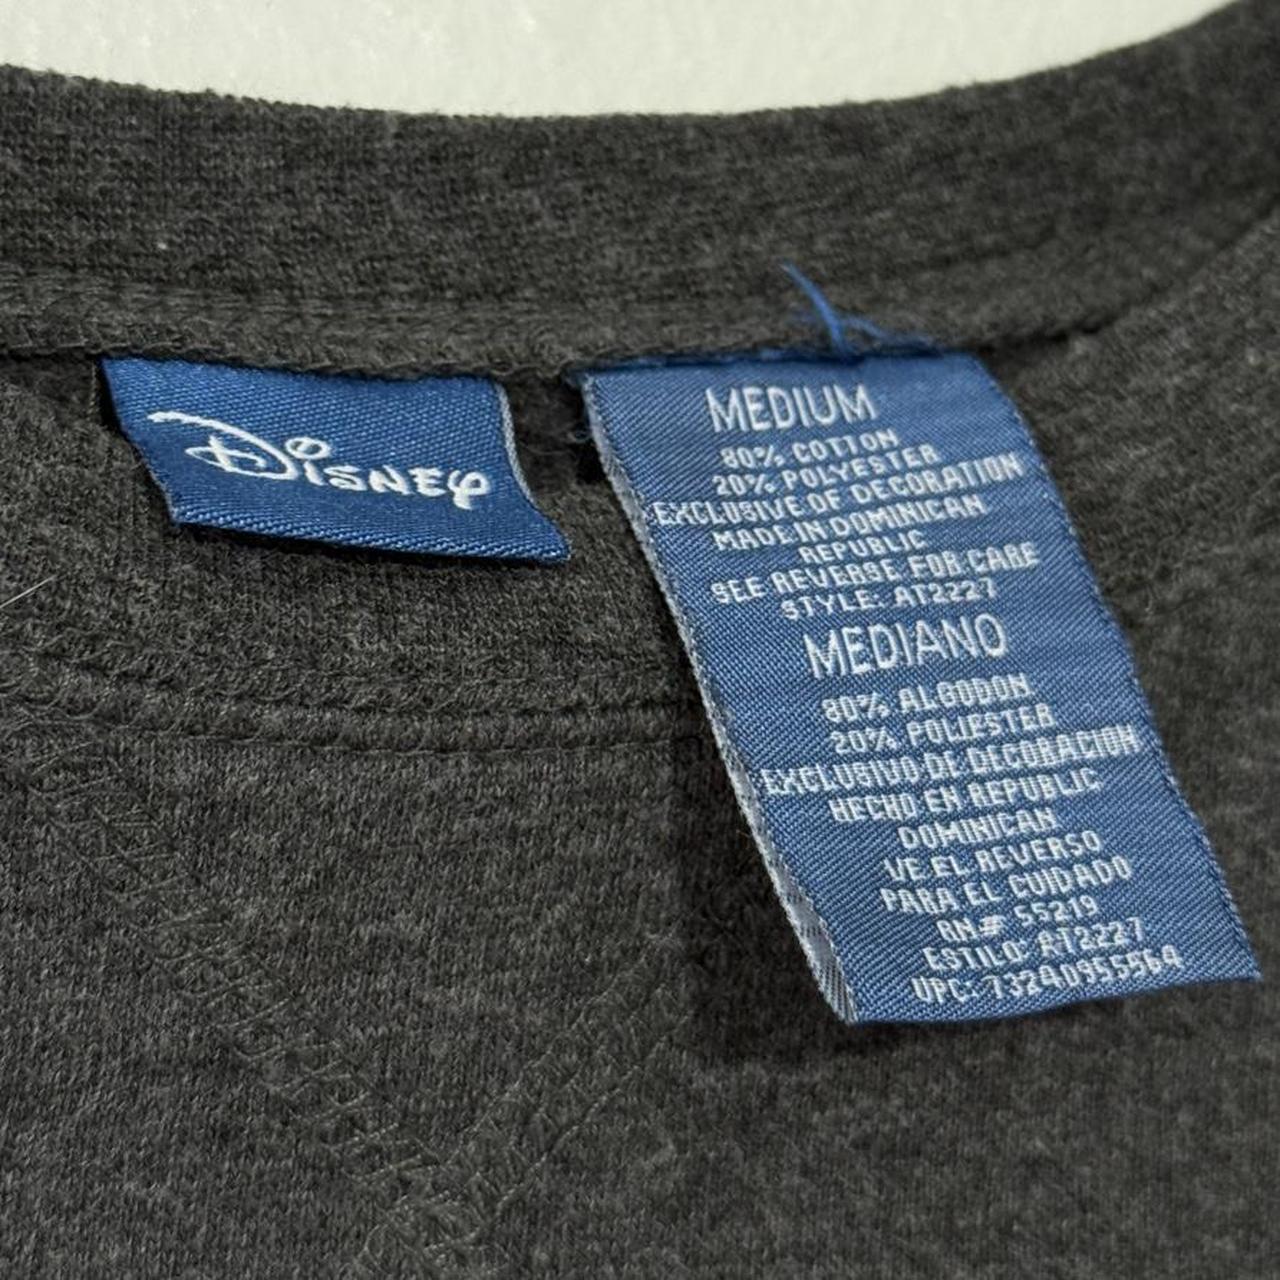 Disney
MEDIUM
80% COTTON
20% POLYESTER
EXCLUSIVE OF DECORATION
MADE IN DOMINICAN
REPUBLIC
SEE REVERSE FOR CARE
STYLE: AT2227
MEDIANO
80% ALGODON
20% POLIESTER
EXCLUSIVO DE DECORACION
HECHO EN REPUBLIC
DOMINICAN
VE EL REVERSO
PARA EL CUIDADO
RN# 55219
ESTILO: AT2227
UPC: 73240955564